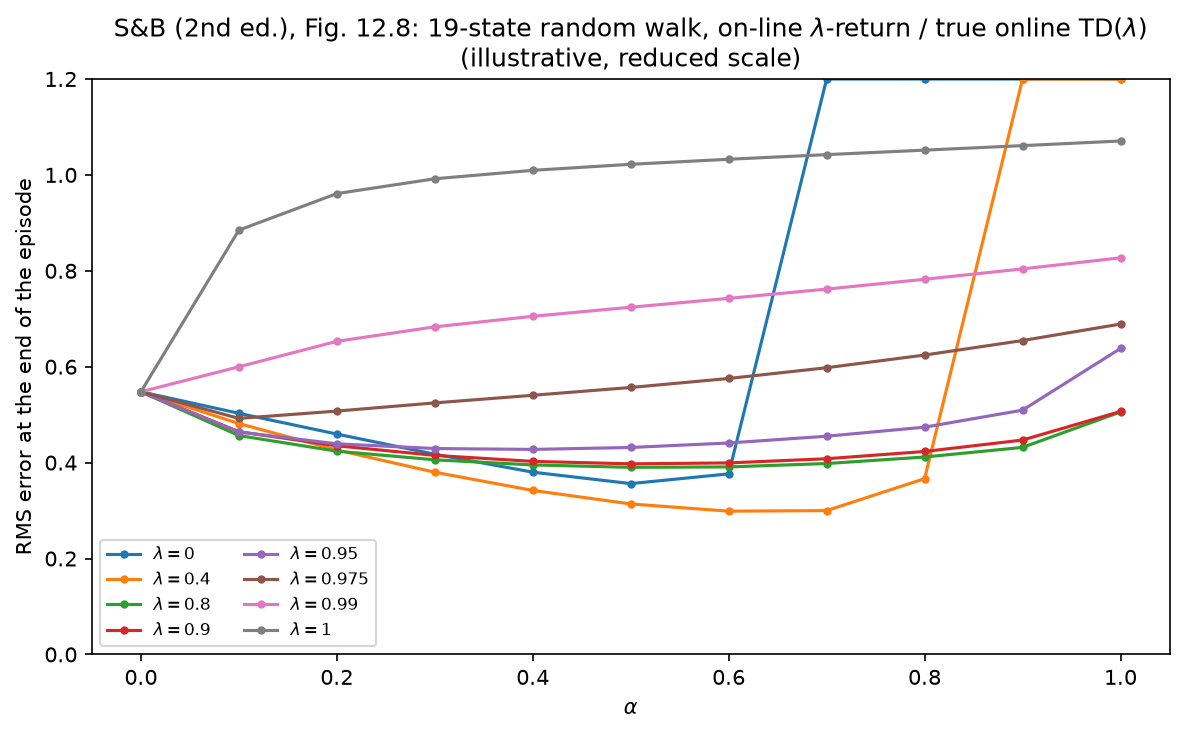 S&B (2nd ed.), Fig. 12.8: 19-state random walk, on-line λ-return / true online TD(λ)
(illustrative, reduced scale)
RMS error at the end of the episode
1.2
1.0
0.8
0.6
0.4
0.2
0.0
λ = 0
λ = 0.4
λ = 0.8
λ = 0.9
λ = 0.95
λ = 0.975
λ = 0.99
λ = 1
0.0 0.2 0.4 0.6 0.8 1.0
α